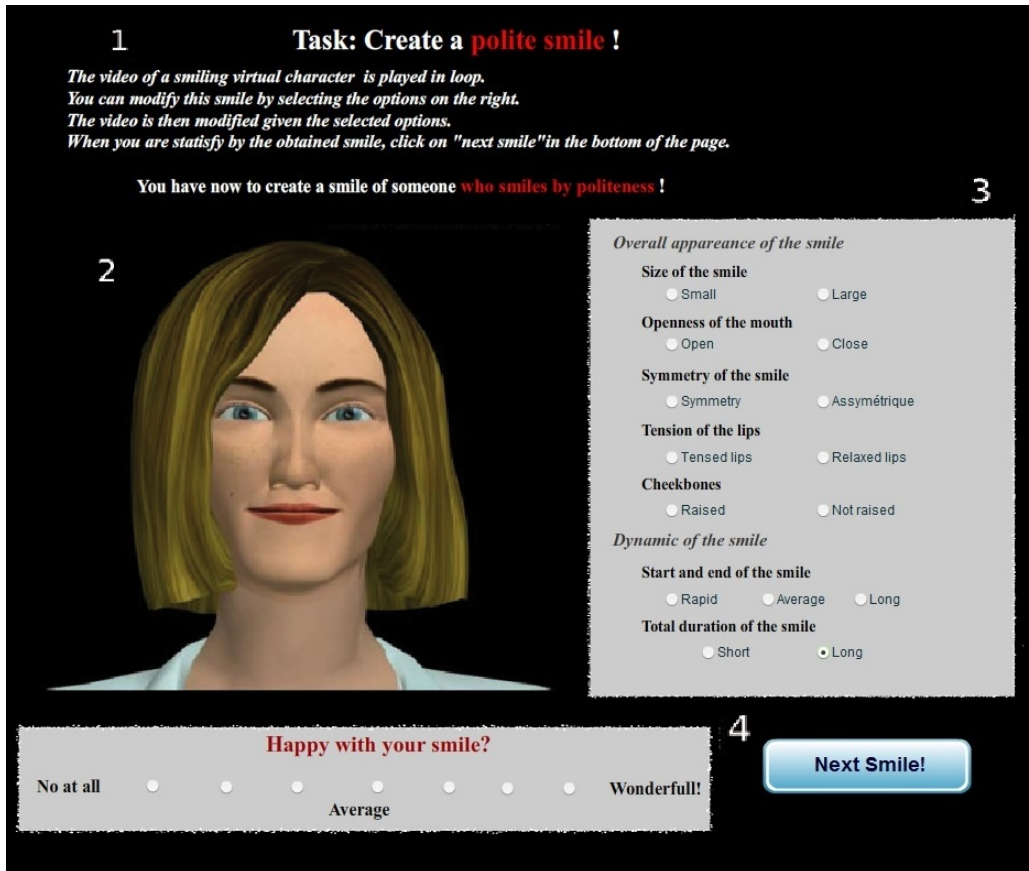 1
Task: Create a polite smile !
The video of a smiling virtual character is played in loop.
You can modify this smile by selecting the options on the right.
The video is then modified given the selected options.
When you are statisfy by the obtained smile, click on "next smile"in the bottom of the page.
You have now to create a smile of someone who smiles by politeness !
3
2
Overall appareance of the smile
Size of the smile
Small Large
Openness of the mouth
Open Close
Symmetry of the smile
Symmetry Assymétrique
Tension of the lips
Tensed lips Relaxed lips
Cheekbones
Raised Not raised
Dynamic of the smile
Start and end of the smile
Rapid Average Long
Total duration of the smile
Short Long
4
Happy with your smile?
No at all Wonderfull!
Average
Next Smile!